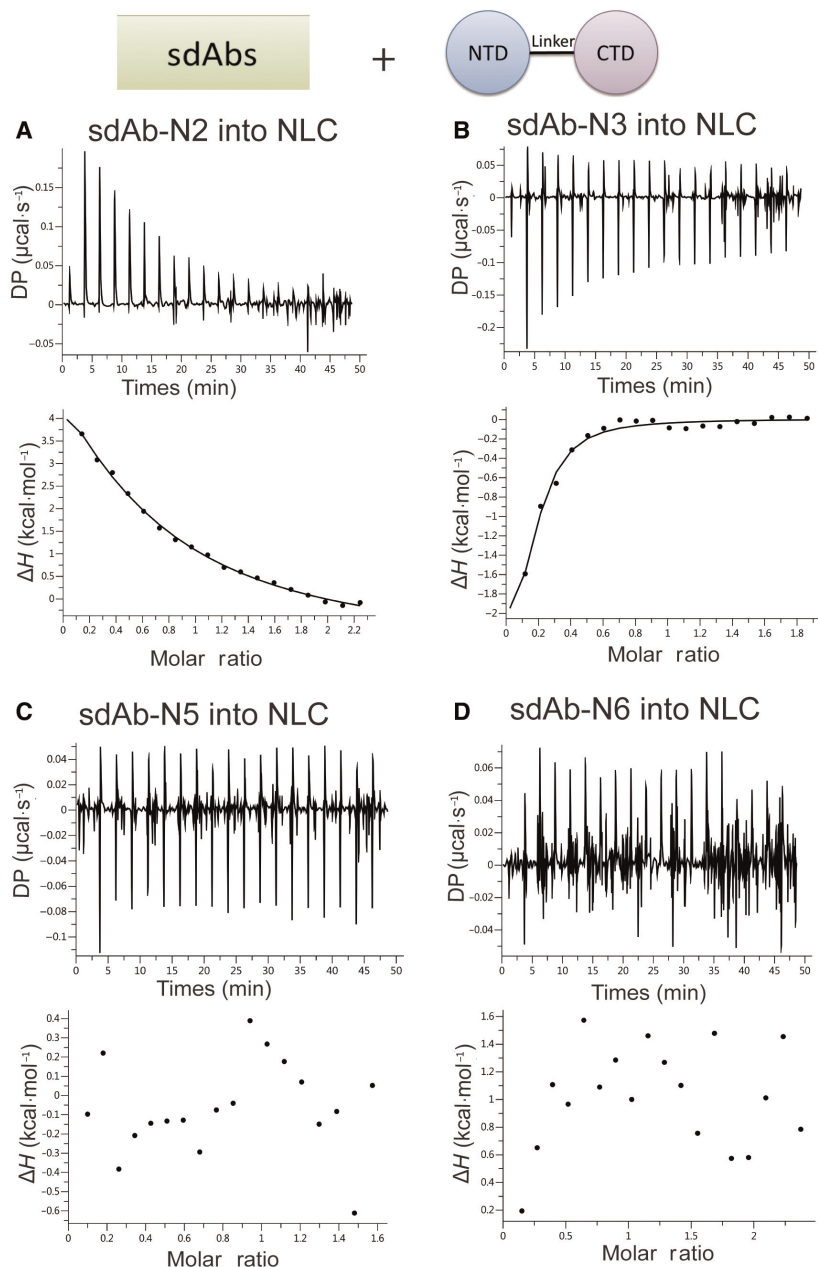 sdAbs + NTD Linker CTD
A sdAb-N2 into NLC
DP (µcal·s⁻¹)
0.15
0.1
0.05
0
−0.05
0 5 10 15 20 25 30 35 40 45 50
Times (min)
ΔH (kcal·mol⁻¹)
4
3.5
3
2.5
2
1.5
1
0.5
0
0 0.2 0.4 0.6 0.8 1 1.2 1.4 1.6 1.8 2 2.2
Molar ratio
B sdAb-N3 into NLC
DP (µcal·s⁻¹)
0.05
0
−0.05
−0.1
−0.15
−0.2
0 5 10 15 20 25 30 35 40 45 50
Times (min)
ΔH (kcal·mol⁻¹)
0
−0.2
−0.4
−0.6
−0.8
−1
−1.2
−1.4
−1.6
−1.8
−2
0 0.2 0.4 0.6 0.8 1 1.2 1.4 1.6 1.8
Molar ratio
C sdAb-N5 into NLC
DP (µcal·s⁻¹)
0.04
0.02
0
−0.02
−0.04
−0.06
−0.08
−0.1
0 5 10 15 20 25 30 35 40 45 50
Times (min)
ΔH (kcal·mol⁻¹)
0.4
0.3
0.2
0.1
0
−0.1
−0.2
−0.3
−0.4
−0.5
−0.6
0 0.2 0.4 0.6 0.8 1 1.2 1.4 1.6
Molar ratio
D sdAb-N6 into NLC
DP (µcal·s⁻¹)
0.06
0.04
0.02
0
−0.02
−0.04
0 5 10 15 20 25 30 35 40 45 50
Times (min)
ΔH (kcal·mol⁻¹)
1.6
1.4
1.2
1
0.8
0.6
0.4
0.2
0 0.5 1 1.5 2
Molar ratio